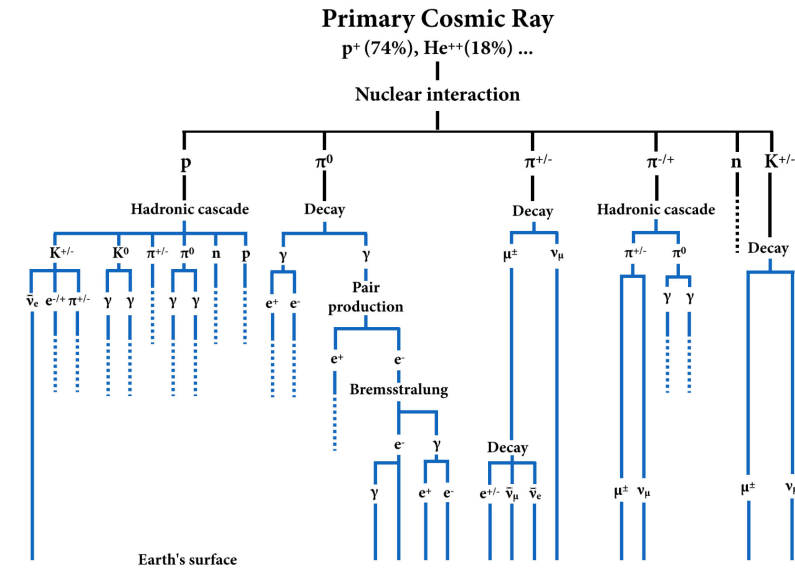 Primary Cosmic Ray
p⁺ (74%), He⁺⁺(18%) ...
Nuclear interaction
p π⁰ π⁺/⁻ π⁻/⁺ n K⁺/⁻
Hadronic cascade Decay Decay Hadronic cascade
Decay
K⁺/⁻ K⁰ π⁺/⁻ π⁰ n p γ γ μ± νμ π⁺/⁻ π⁰
ν̄e e⁻/⁺ π⁺/⁻ γ γ γ γ e⁺ e⁻ γ γ
Pair
production
e⁺ e⁻
Bremsstralung
e⁻ γ
Decay
γ e⁺ e⁻ e⁺/⁻ ν̄μ ν̄e μ± νμ μ± ν
Earth's surface